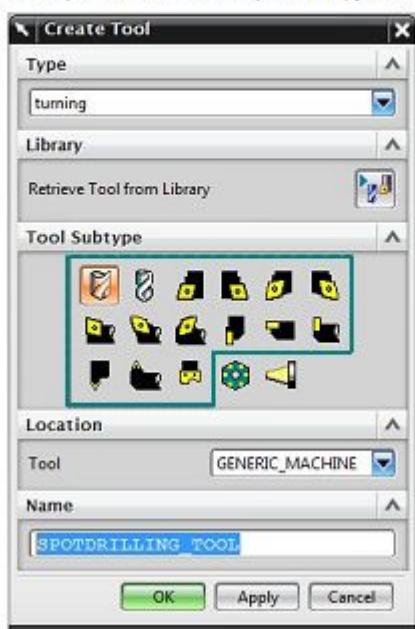 Create Tool
Type
turning
Library
Retrieve Tool from Library
Tool Subtype
Location
Tool GENERIC_MACHINE
Name
SPOTDRILLING_TOOL
OK Apply Cancel